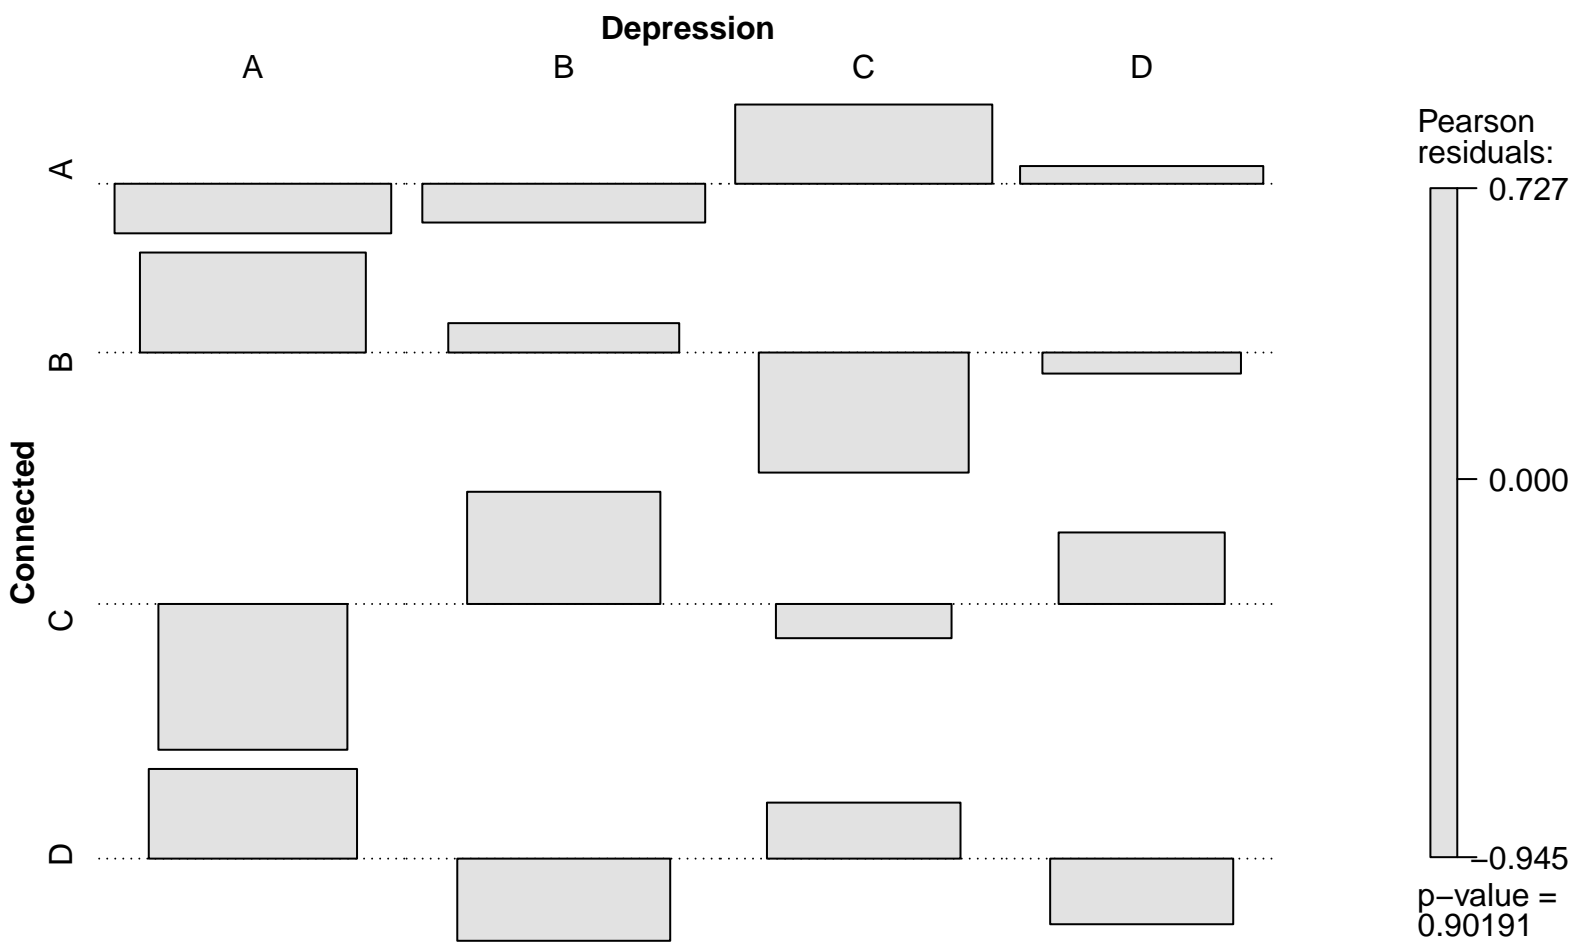 Depression
A B C D
A
B
C
D
Connected
Pearson
residuals:
0.727
0.000
−0.945
p−value =
0.90191